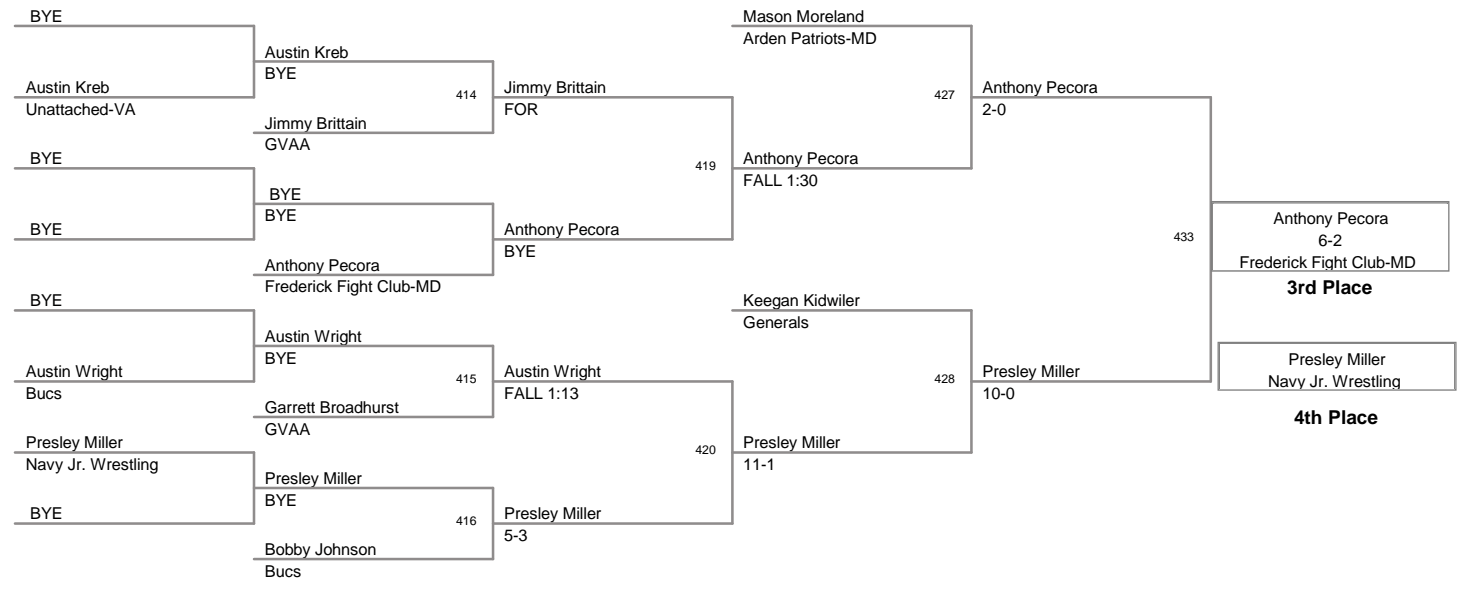 BYE
Mason Moreland
Arden Patriots-MD
Austin Kreb
BYE
Austin Kreb
Unattached-VA
414
Jimmy Brittain
FOR
427
Anthony Pecora
2-0
Jimmy Brittain
GVAA
BYE
419
Anthony Pecora
FALL 1:30
BYE
BYE
BYE
Anthony Pecora
BYE
433
Anthony Pecora
6-2
Frederick Fight Club-MD
3rd Place
Anthony Pecora
Frederick Fight Club-MD
BYE
Keegan Kidwiler
Generals
Austin Wright
BYE
Austin Wright
Bucs
415
Austin Wright
FALL 1:13
428
Presley Miller
10-0
Presley Miller
Navy Jr. Wrestling
4th Place
Garrett Broadhurst
GVAA
Presley Miller
Navy Jr. Wrestling
420
Presley Miller
11-1
Presley Miller
BYE
BYE
416
Presley Miller
5-3
Bobby Johnson
Bucs